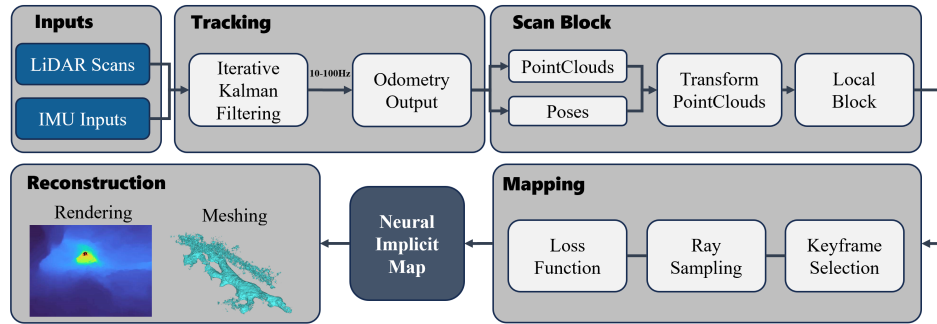 Inputs
LiDAR Scans
IMU Inputs
Tracking
Iterative
Kalman
Filtering
10-100Hz
Odometry
Output
Scan Block
PointClouds
Poses
Transform
PointClouds
Local
Block
Reconstruction
Rendering
Meshing
Neural
Implicit
Map
Mapping
Loss
Function
Ray
Sampling
Keyframe
Selection